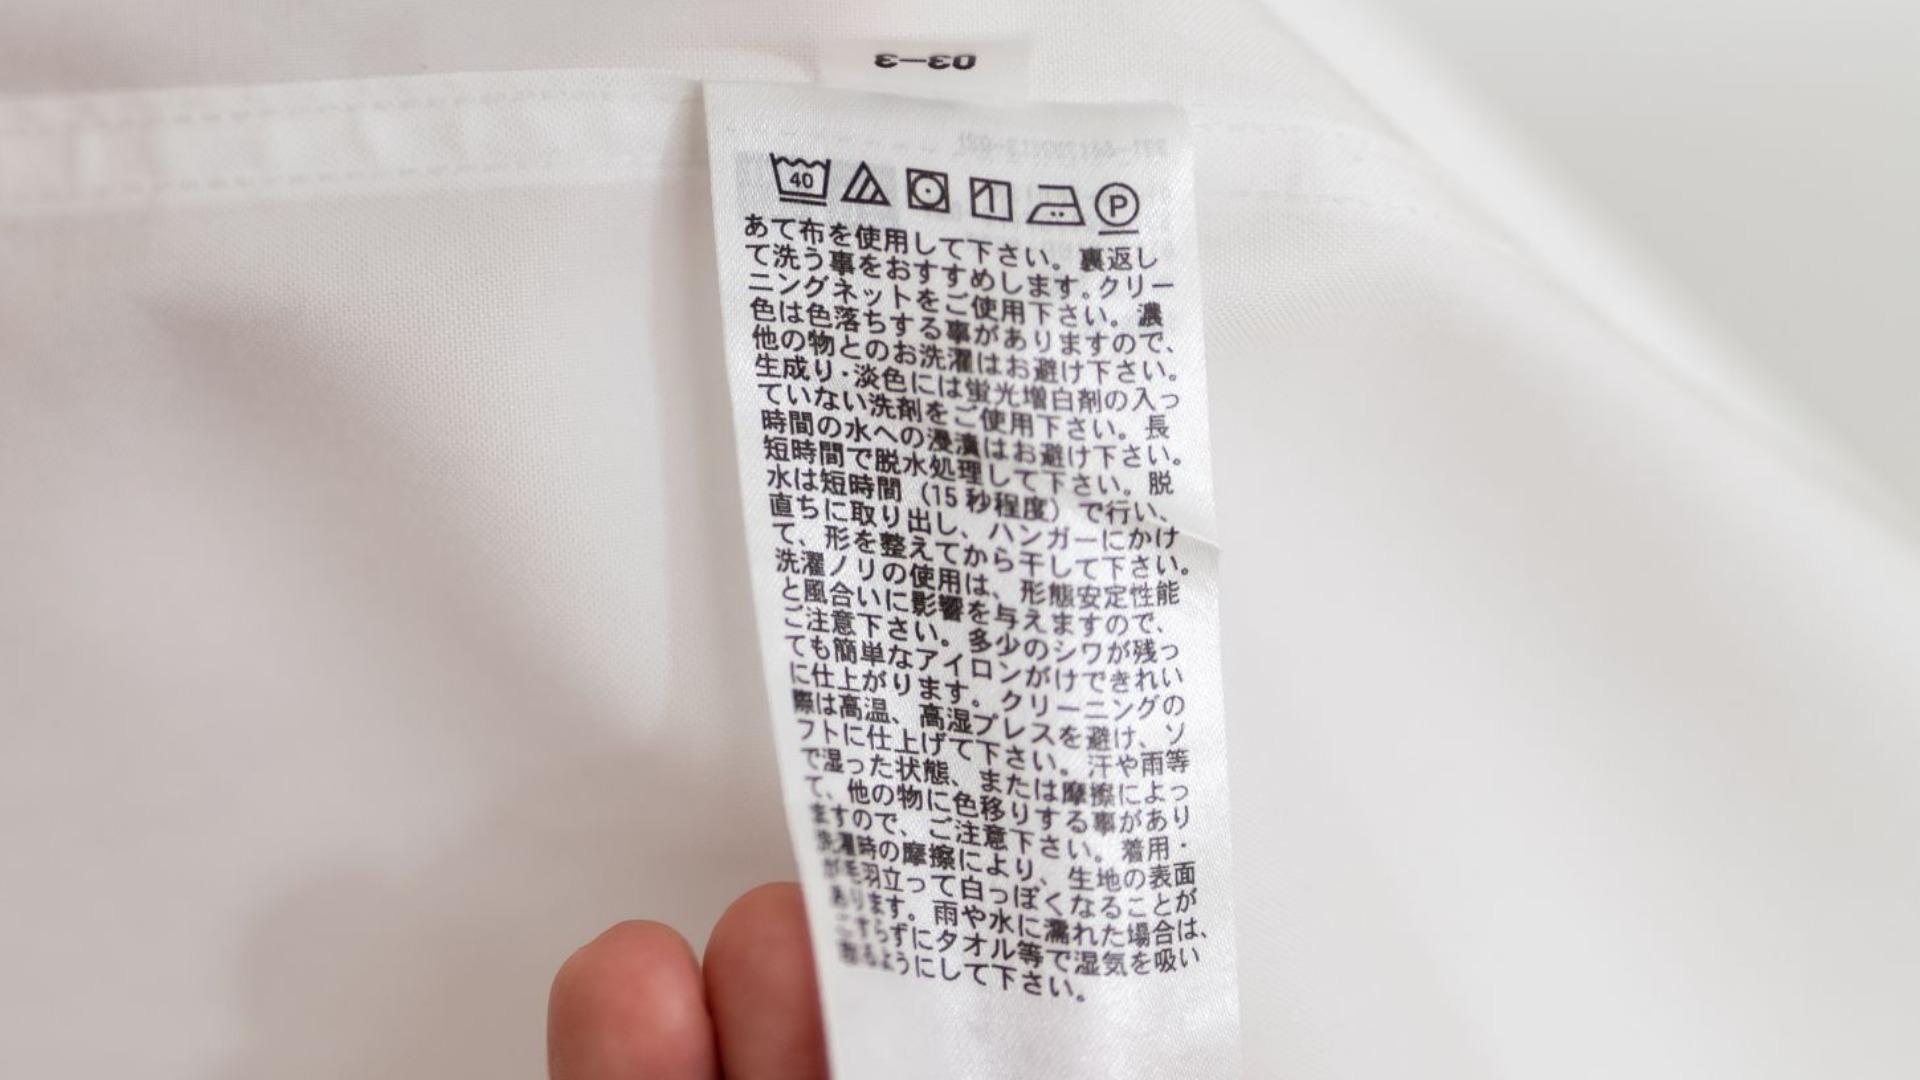 03-3
40
P
あて布を使用して下さい。裏返し
て洗う事をおすすめします。クリー
ニングネットをご使用下さい。濃
色は色落ちする事がありますので、
他の物とのお洗濯はお避け下さい。
生成り・淡色には蛍光増白剤の入っ
ていない洗剤をご使用下さい。長
時間の水への浸漬はお避け下さい。
短時間で脱水処理して下さい。脱
水は短時間（15秒程度）で行い、
直ちに取り出し、ハンガーにかけ
て、形を整えてから干して下さい。
洗濯ノリの使用は、形態安定性能
と風合いに影響を与えますので、
ご注意下さい。多少のシワが残っ
ても簡単なアイロンがけできれい
に仕上がります。クリーニングの
際は高温、高湿プレスを避け、ソ
フトに仕上げて下さい。汗や雨等
で湿った状態、または摩擦によっ
て、他の物に色移りする事があり
ますので、ご注意下さい。着用・
洗濯時の摩擦により、生地の表面
が毛羽立って白っぽくなることが
あります。雨や水に濡れた場合は、
こすらずにタオル等で湿気を吸い
取るようにして下さい。